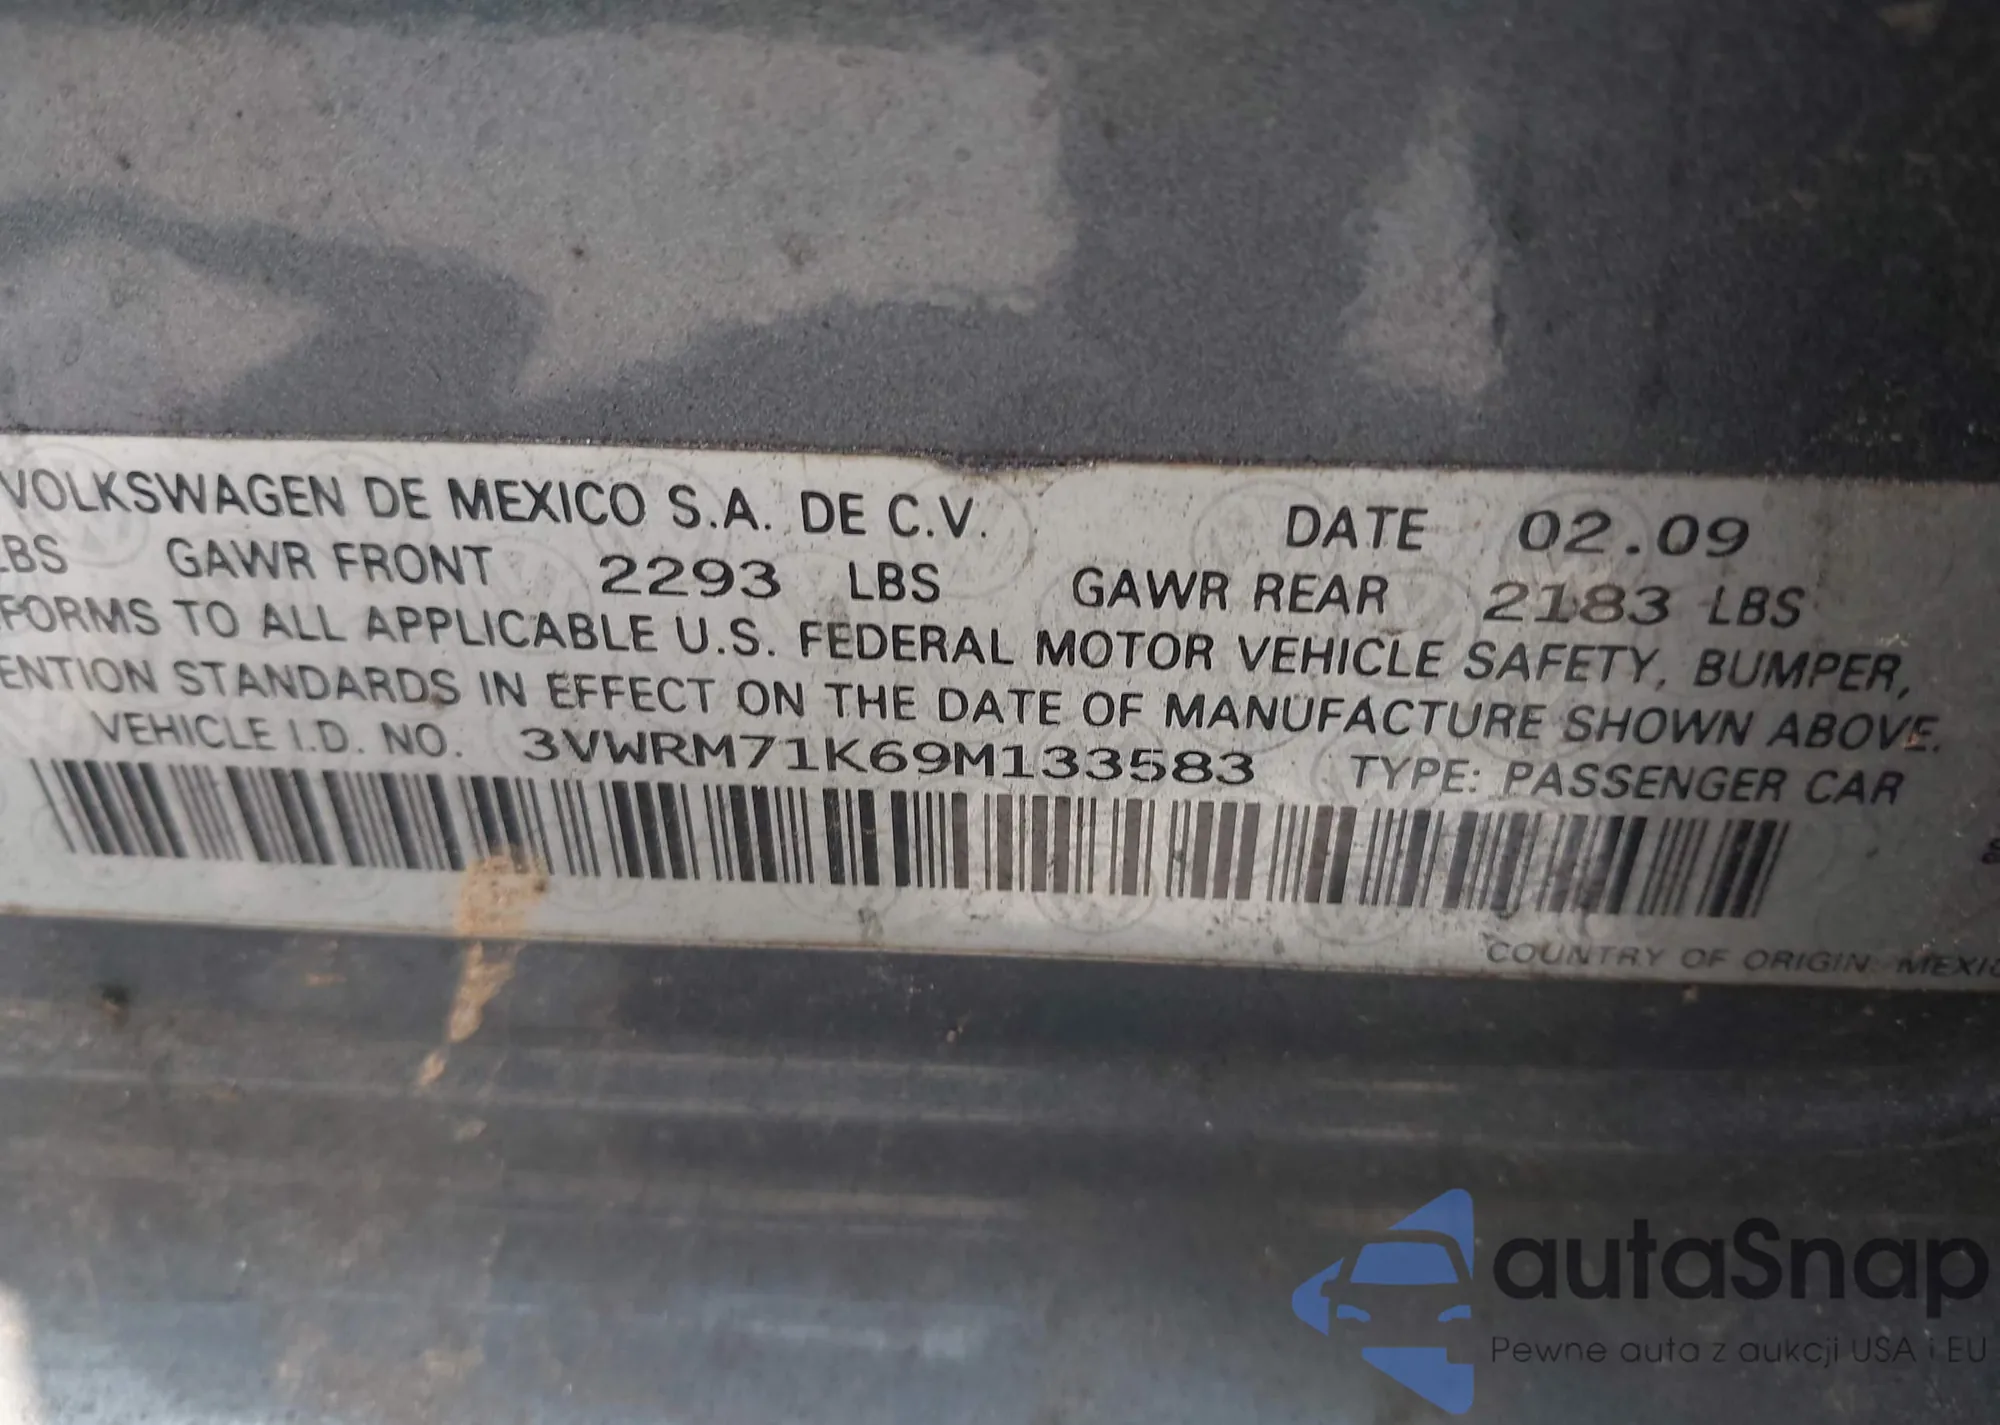 VOLKSWAGEN DE MEXICO S.A. DE C.V. DATE 02.09
LBS GAWR FRONT 2293 LBS GAWR REAR 2183 LBS
FORMS TO ALL APPLICABLE U.S. FEDERAL MOTOR VEHICLE SAFETY, BUMPER,
ENTION STANDARDS IN EFFECT ON THE DATE OF MANUFACTURE SHOWN ABOVE.
VEHICLE I.D. NO. 3VWRM71K69M133583 TYPE: PASSENGER CAR
COUNTRY OF ORIGIN: MEXIC
autaSnap
Pewne auta z aukcji USA i EU